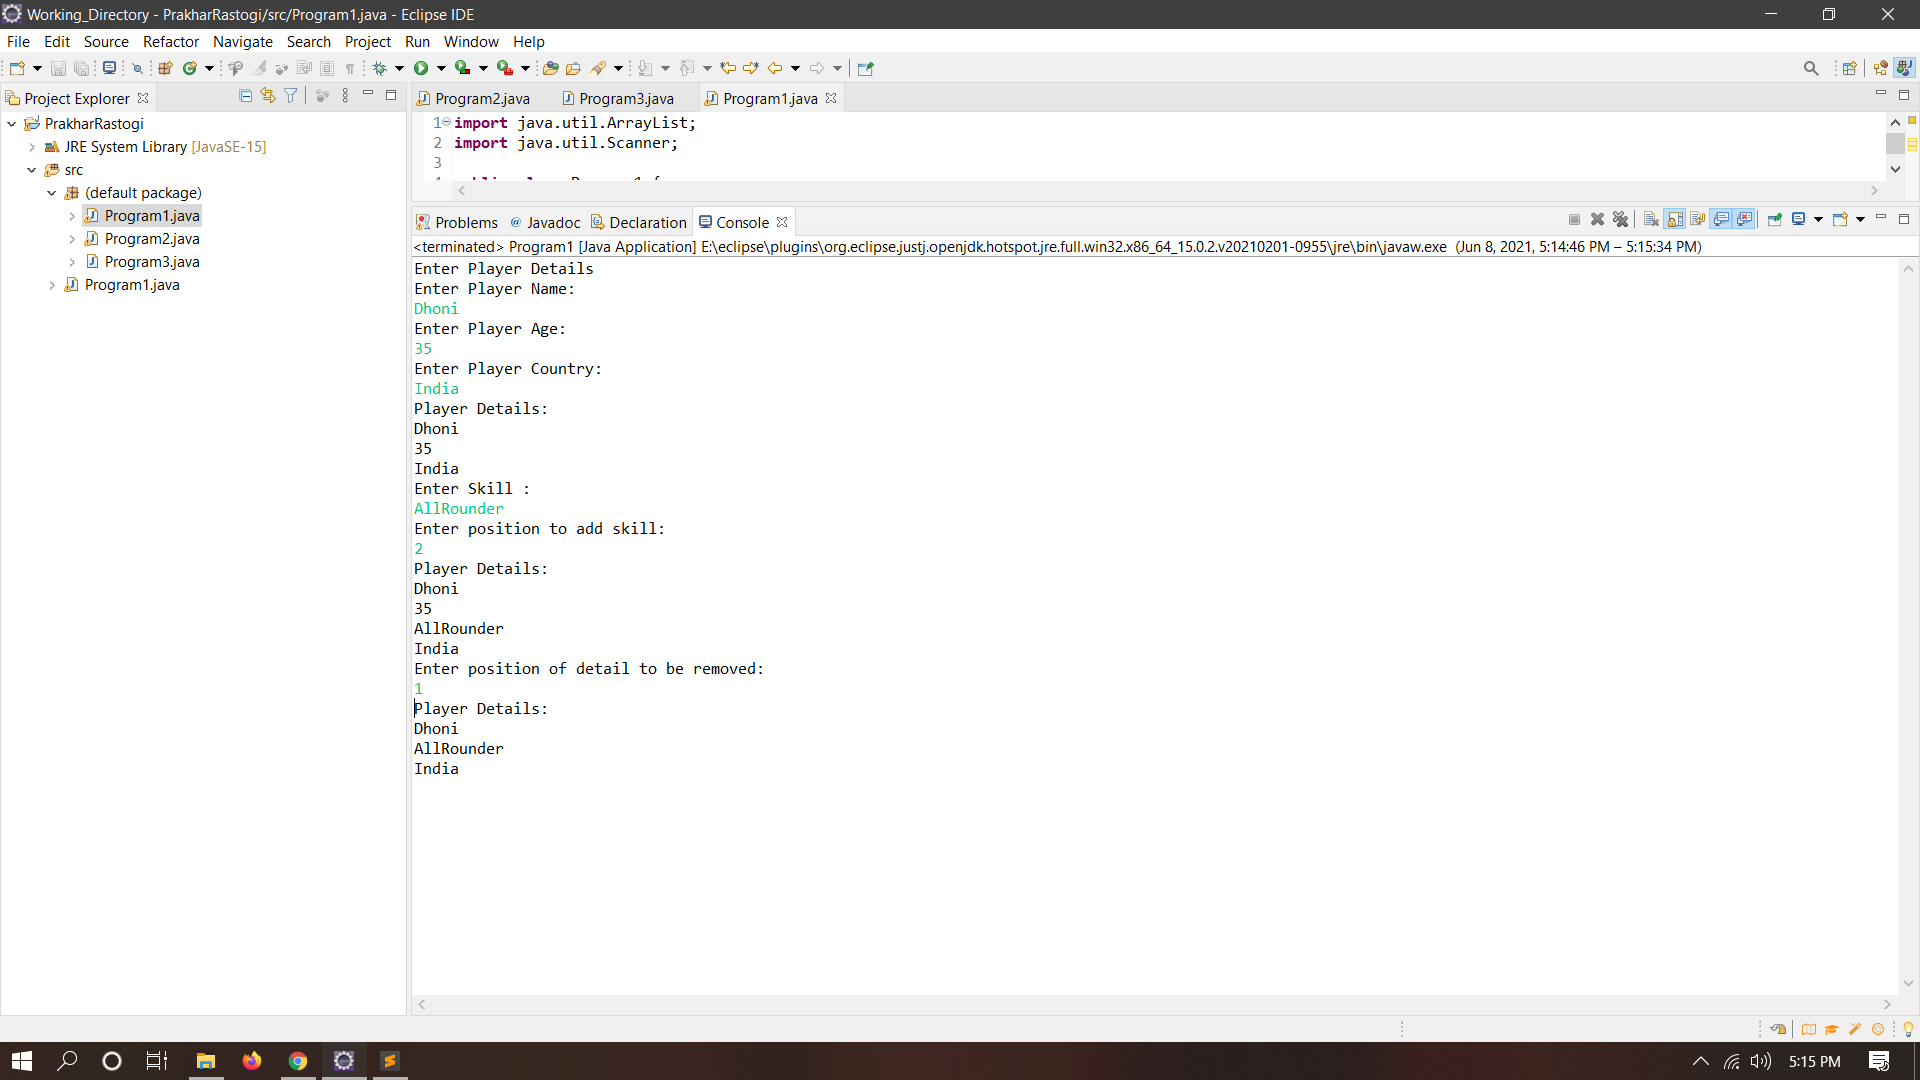 Working_Directory - PrakharRastogi/src/Program1.java - Eclipse IDE
File Edit Source Refactor Navigate Search Project Run Window Help
Project Explorer
PrakharRastogi
JRE System Library [JavaSE-15]
src
(default package)
Program1.java
Program2.java
Program3.java
Program1.java
Program2.java Program3.java Program1.java
1 import java.util.ArrayList;
2 import java.util.Scanner;
3
Problems @ Javadoc Declaration Console
<terminated> Program1 [Java Application] E:\eclipse\plugins\org.eclipse.justj.openjdk.hotspot.jre.full.win32.x86_64_15.0.2.v20210201-0955\jre\bin\javaw.exe (Jun 8, 2021, 5:14:46 PM – 5:15:34 PM)
Enter Player Details
Enter Player Name:
Dhoni
Enter Player Age:
35
Enter Player Country:
India
Player Details:
Dhoni
35
India
Enter Skill :
AllRounder
Enter position to add skill:
2
Player Details:
Dhoni
35
AllRounder
India
Enter position of detail to be removed:
1
Player Details:
Dhoni
AllRounder
India
5:15 PM